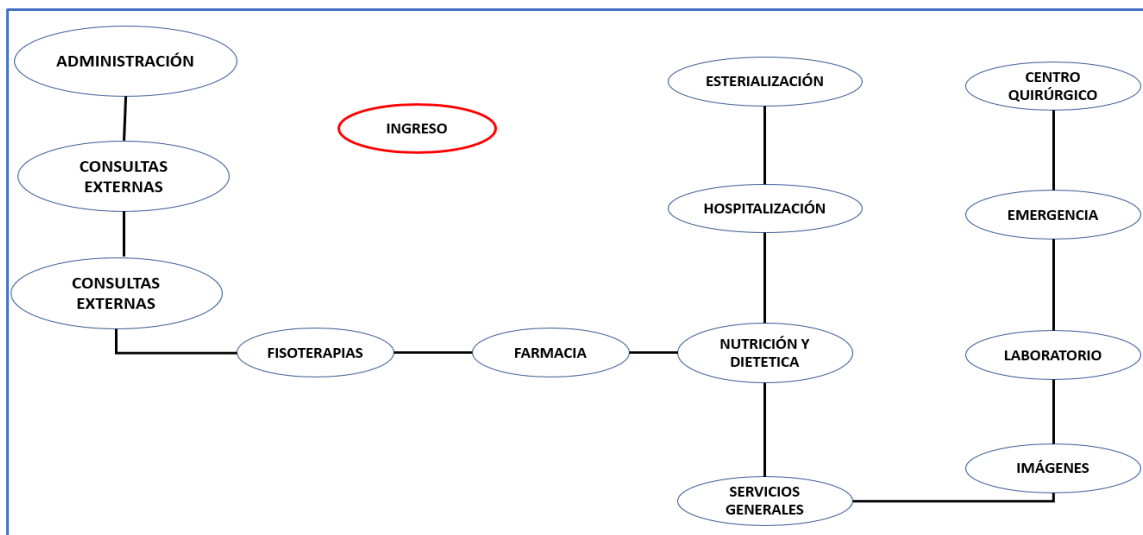 ADMINISTRACIÓN
INGRESO
ESTERIALIZACIÓN
CENTRO
QUIRÚRGICO
CONSULTAS
EXTERNAS
HOSPITALIZACIÓN
EMERGENCIA
CONSULTAS
EXTERNAS
FISOTERAPIAS
FARMACIA
NUTRICIÓN Y
DIETETICA
LABORATORIO
IMÁGENES
SERVICIOS
GENERALES